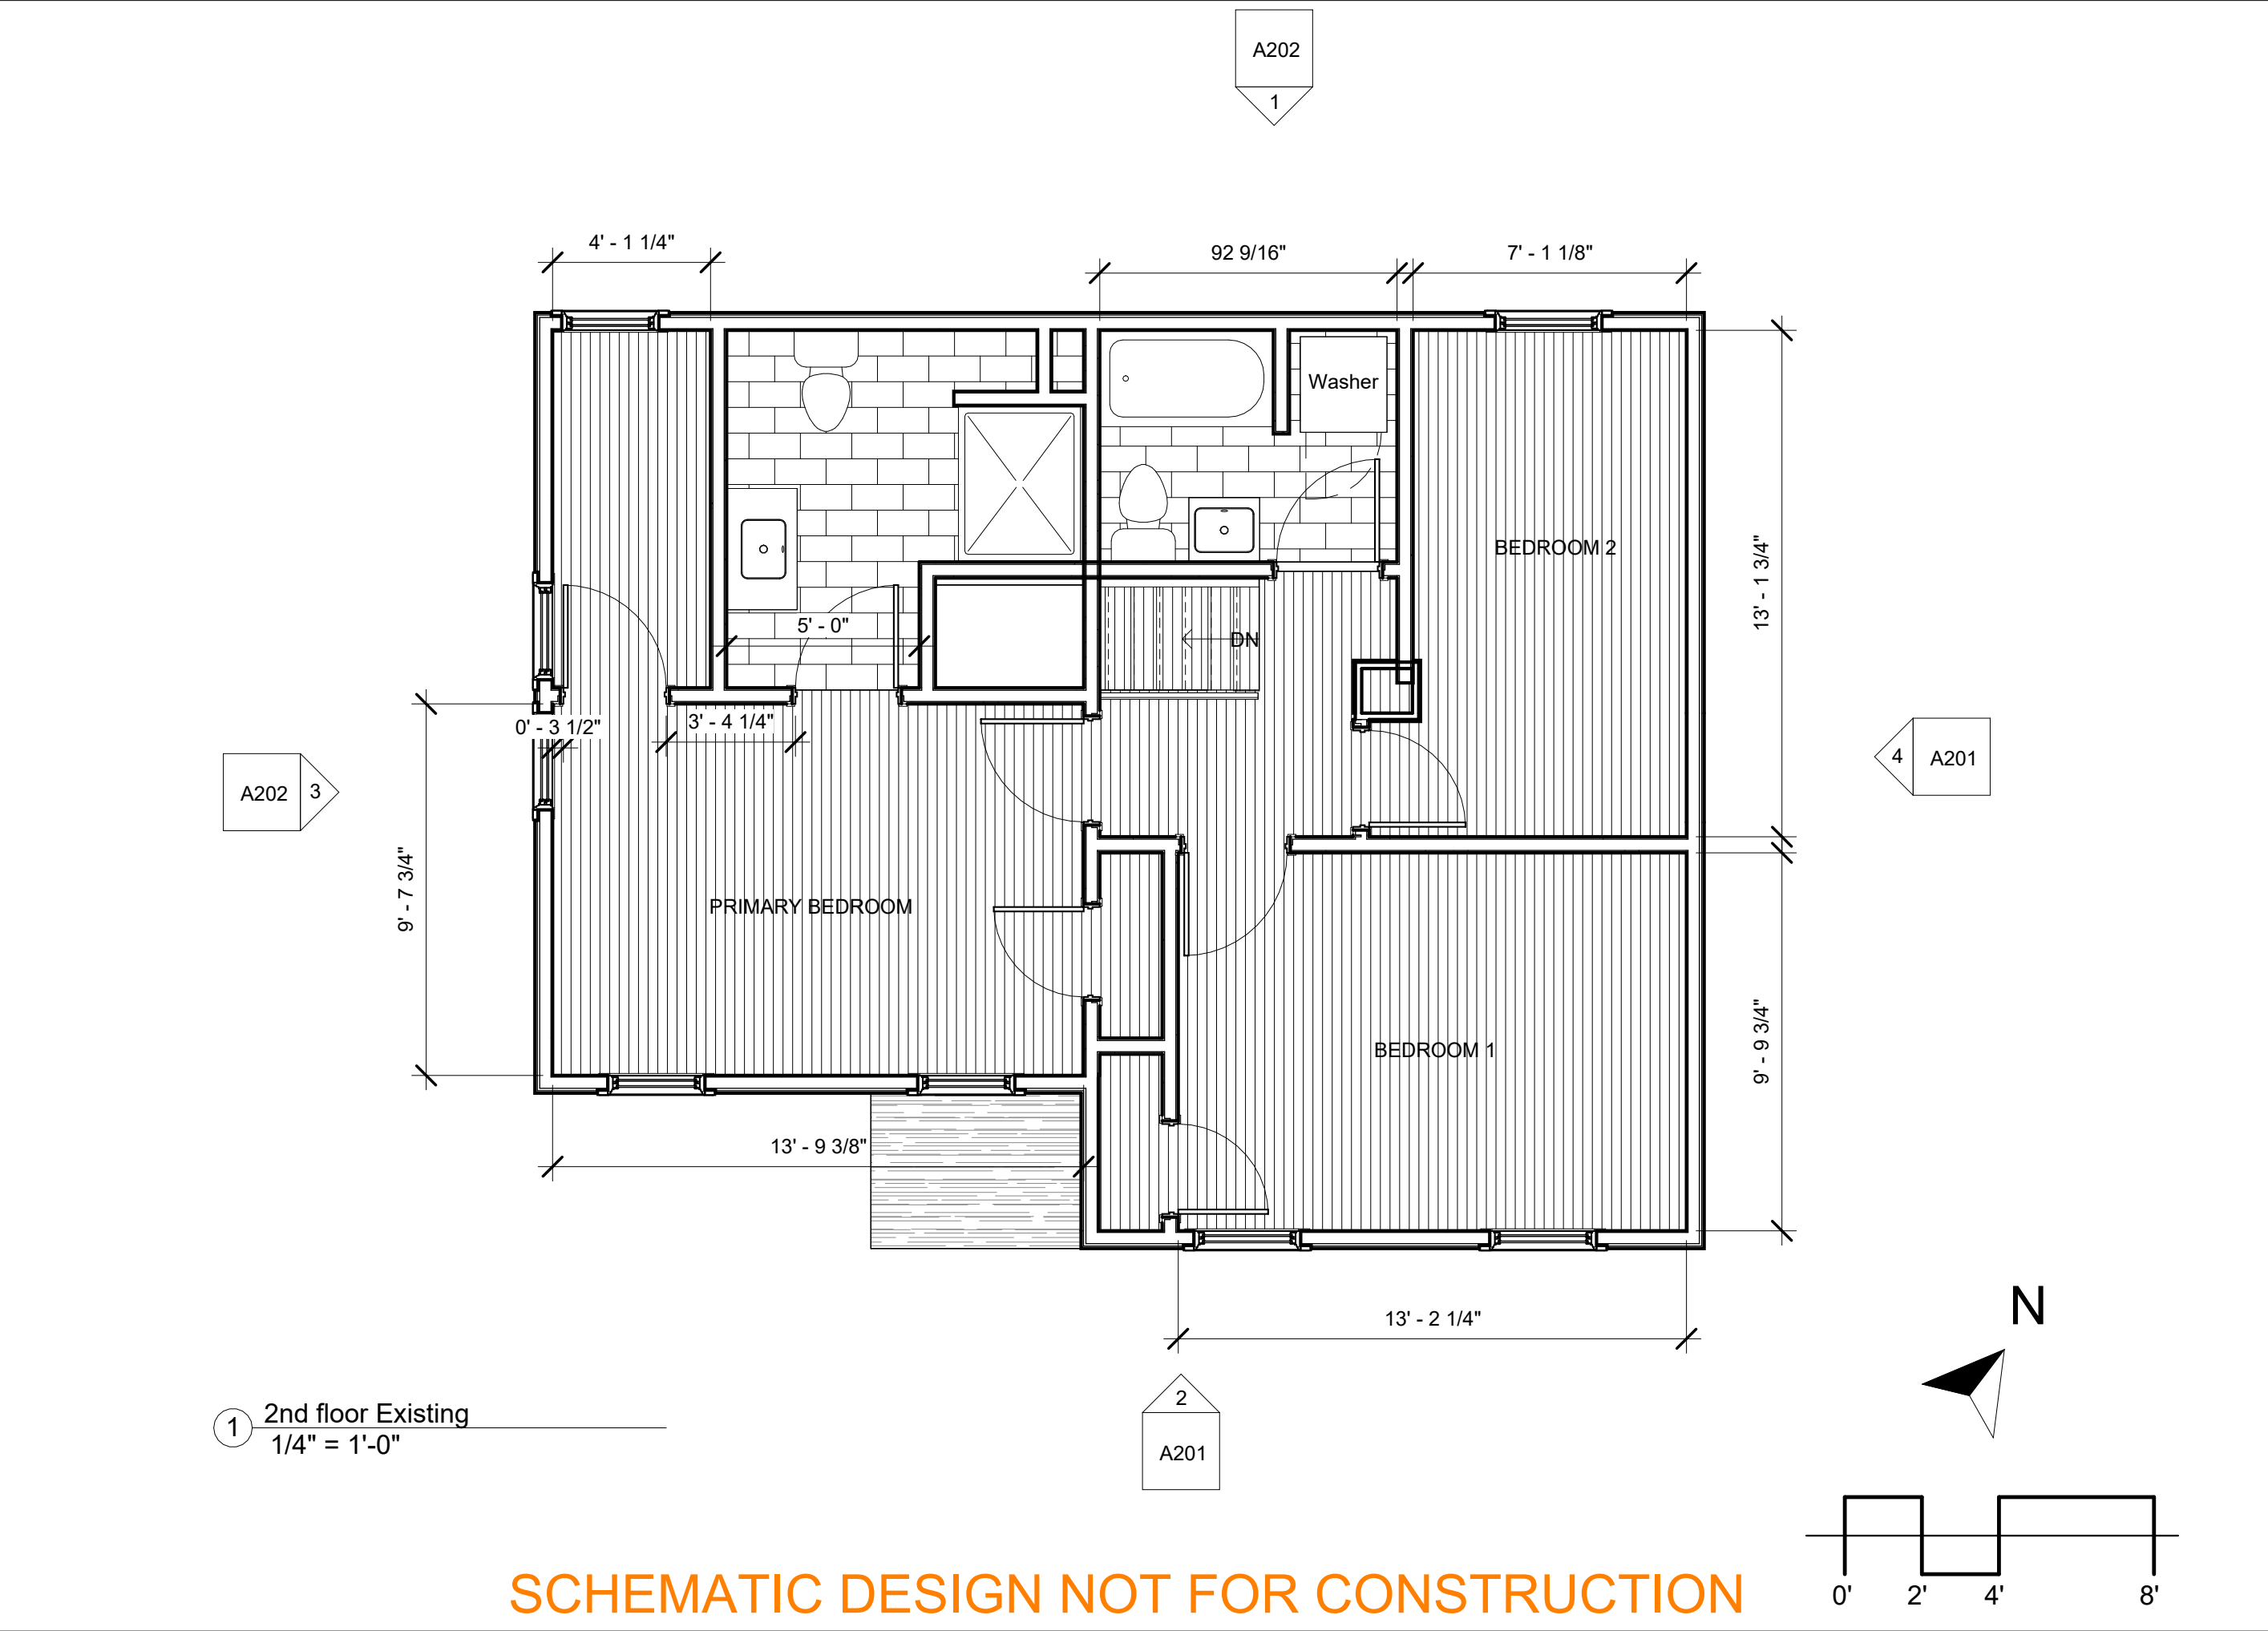 A202
1
4' - 1 1/4"
92 9/16"
7' - 1 1/8"
Washer
BEDROOM 2
13' - 1 3/4"
5' - 0"
DN
0' - 3 1/2"
3' - 4 1/4"
A202
3
4
A201
9' - 7 3/4"
PRIMARY BEDROOM
BEDROOM 1
9' - 9 3/4"
13' - 9 3/8"
13' - 2 1/4"
N
2
A201
1
2nd floor Existing
1/4" = 1'-0"
0' 2' 4' 8'
SCHEMATIC DESIGN NOT FOR CONSTRUCTION